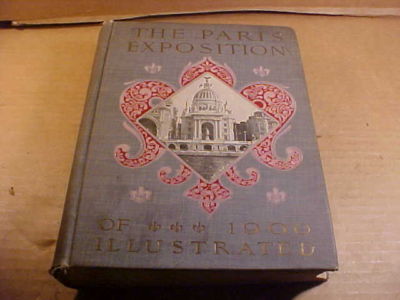 THE PARIS
EXPOSITION
OF 1900
ILLUSTRATED